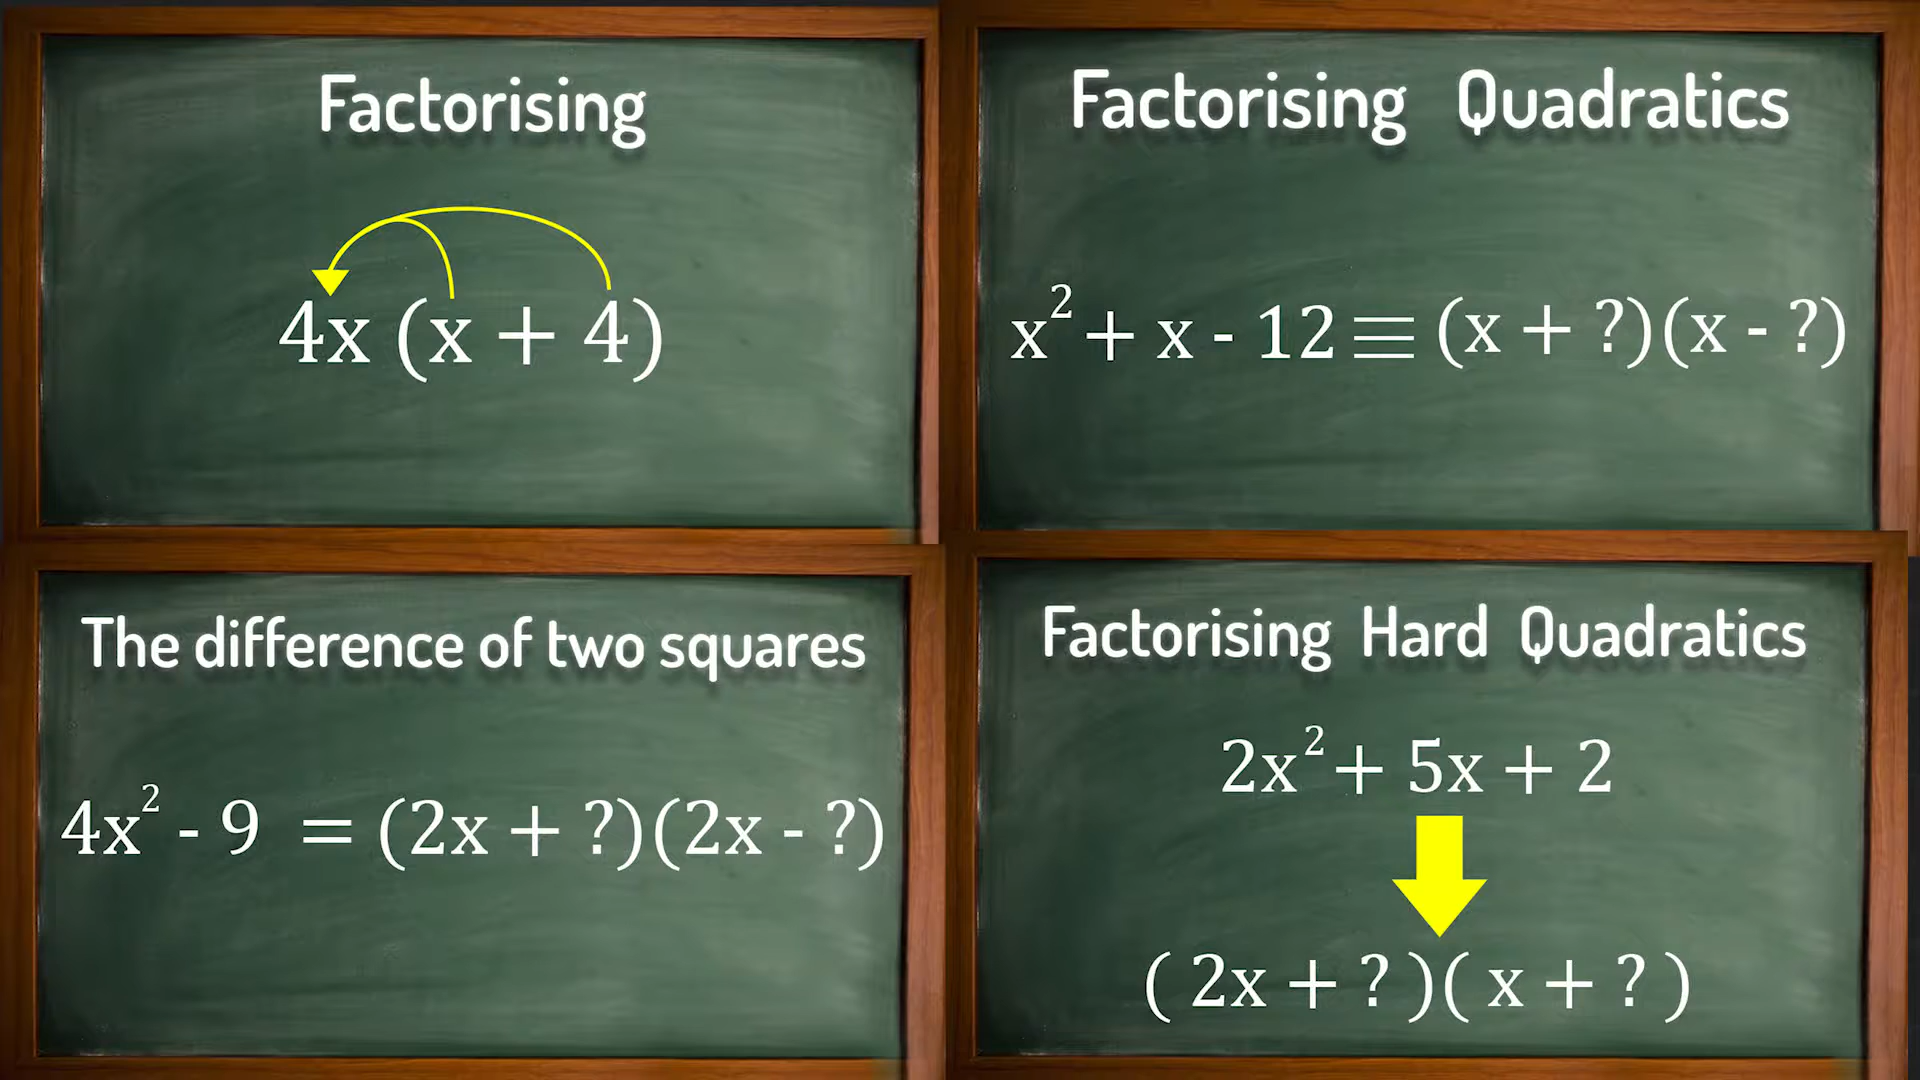 Factorising
4x (x + 4)
Factorising Quadratics
x² + x - 12 ≡ (x + ?)(x - ?)
The difference of two squares
4x² - 9 = (2x + ?)(2x - ?)
Factorising Hard Quadratics
2x² + 5x + 2
( 2x + ? )( x + ? )